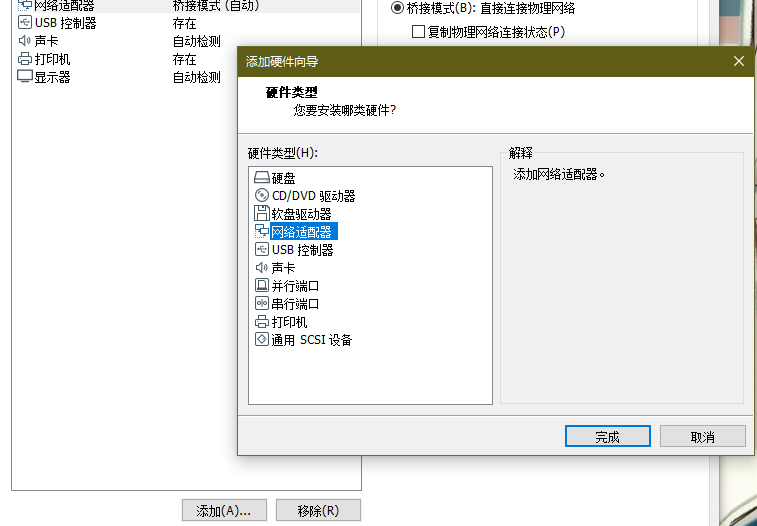 网络适配器 桥接模式 (自动)
USB 控制器 存在
声卡 自动检测
打印机 存在
显示器 自动检测
桥接模式(B): 直接连接物理网络
复制物理网络连接状态(P)
添加硬件向导
硬件类型
您要安装哪类硬件?
硬件类型(H):
硬盘
CD/DVD 驱动器
软盘驱动器
网络适配器
USB 控制器
声卡
并行端口
串行端口
打印机
通用 SCSI 设备
解释
添加网络适配器。
完成
取消
添加(A)...
移除(R)